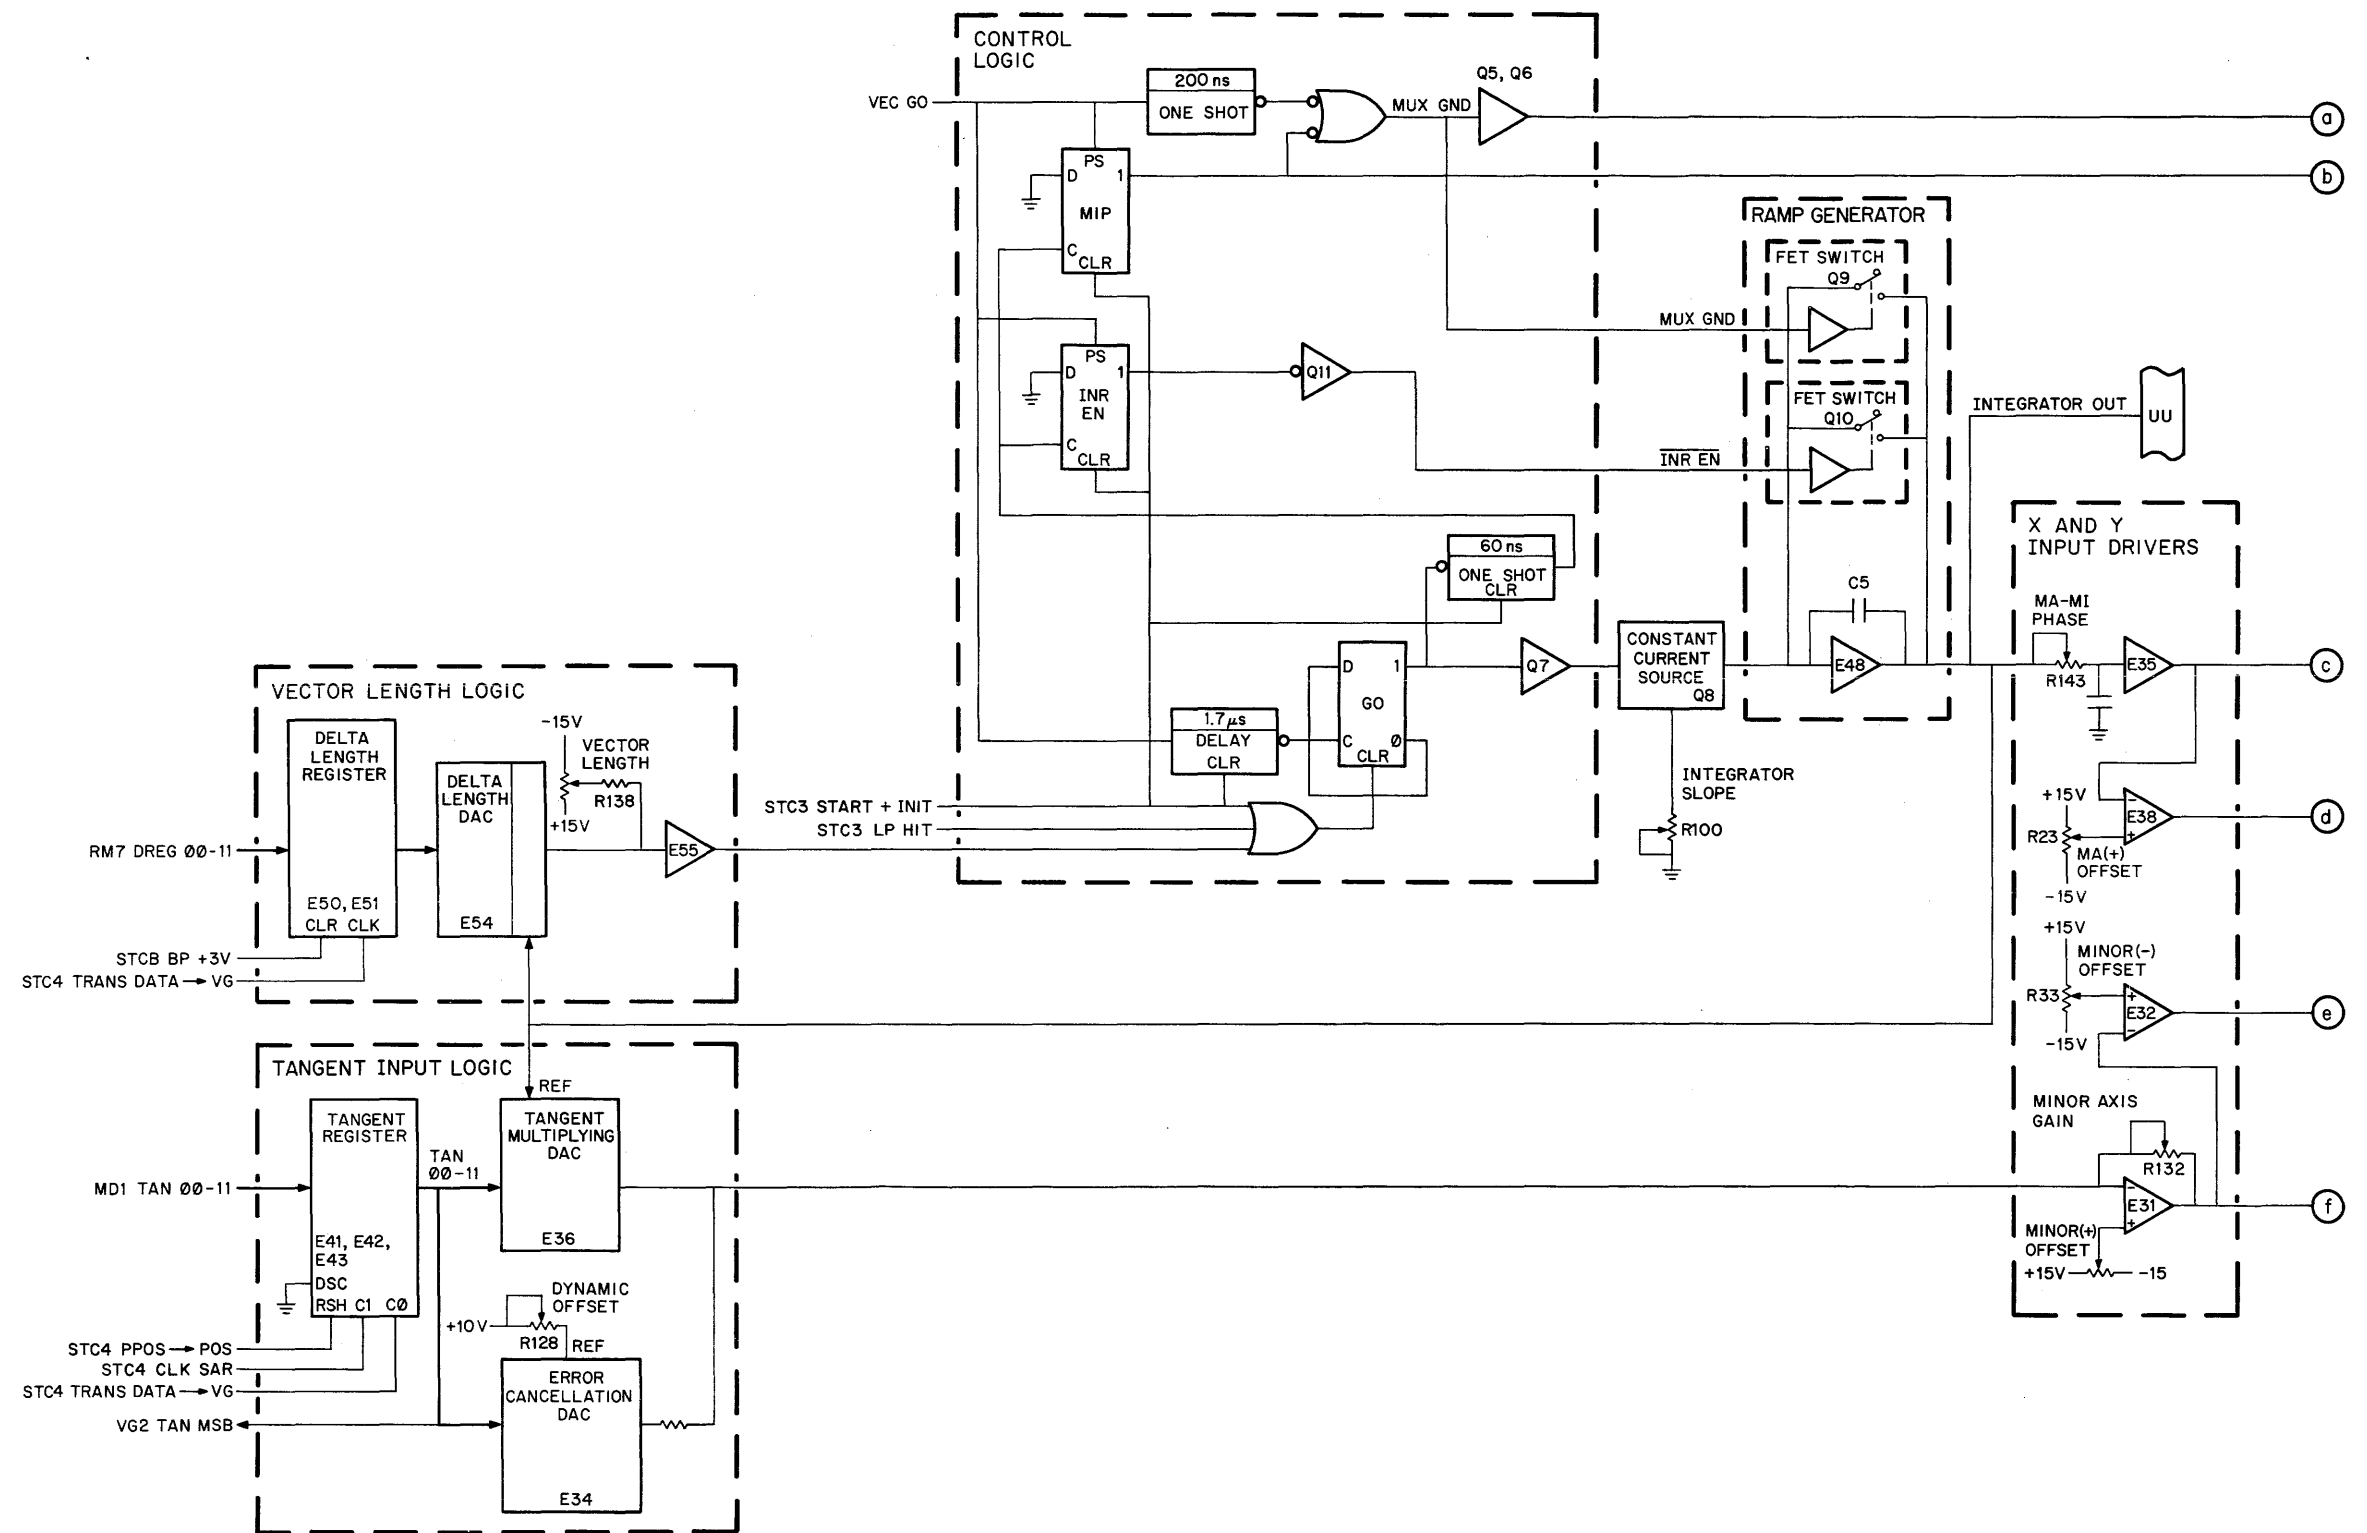 CONTROL
LOGIC
VEC GO
200 ns
ONE SHOT
MUX GND
Q5, Q6
a
b
PS
D 1
MIP
C
CLR
PS
D 1
INR
EN
C
CLR
Q11
MUX GND
INR EN
RAMP GENERATOR
FET SWITCH
Q9
FET SWITCH
Q10
INTEGRATOR OUT
UU
60 ns
ONE SHOT
CLR
D 1
GO
C Ø
CLR
1.7 µs
DELAY
CLR
Q7
CONSTANT
CURRENT
SOURCE
Q8
INTEGRATOR
SLOPE
R100
C5
E48
STC3 START + INIT
STC3 LP HIT
VECTOR LENGTH LOGIC
DELTA
LENGTH
REGISTER
E50, E51
CLR CLK
DELTA
LENGTH
DAC
E54
-15V
VECTOR
LENGTH
R138
+15V
E55
RM7 DREG ØØ-11
STCB BP +3V
STC4 TRANS DATA → VG
TANGENT INPUT LOGIC
TANGENT
REGISTER
E41, E42,
E43
DSC
RSH C1 CØ
TAN
ØØ-11
REF
TANGENT
MULTIPLYING
DAC
E36
MD1 TAN ØØ-11
DYNAMIC
OFFSET
+10V
R128
REF
ERROR
CANCELLATION
DAC
E34
STC4 PPOS → POS
STC4 CLK SAR
STC4 TRANS DATA → VG
VG2 TAN MSB
X AND Y
INPUT DRIVERS
MA-MI
PHASE
R143
E35
c
+15V
-
E38
+
R23
MA(+)
OFFSET
-15V
d
+15V
MINOR(-)
OFFSET
R33
+
E32
-
-15V
e
MINOR AXIS
GAIN
R132
-
E31
+
f
MINOR(+)
OFFSET
+15V -15